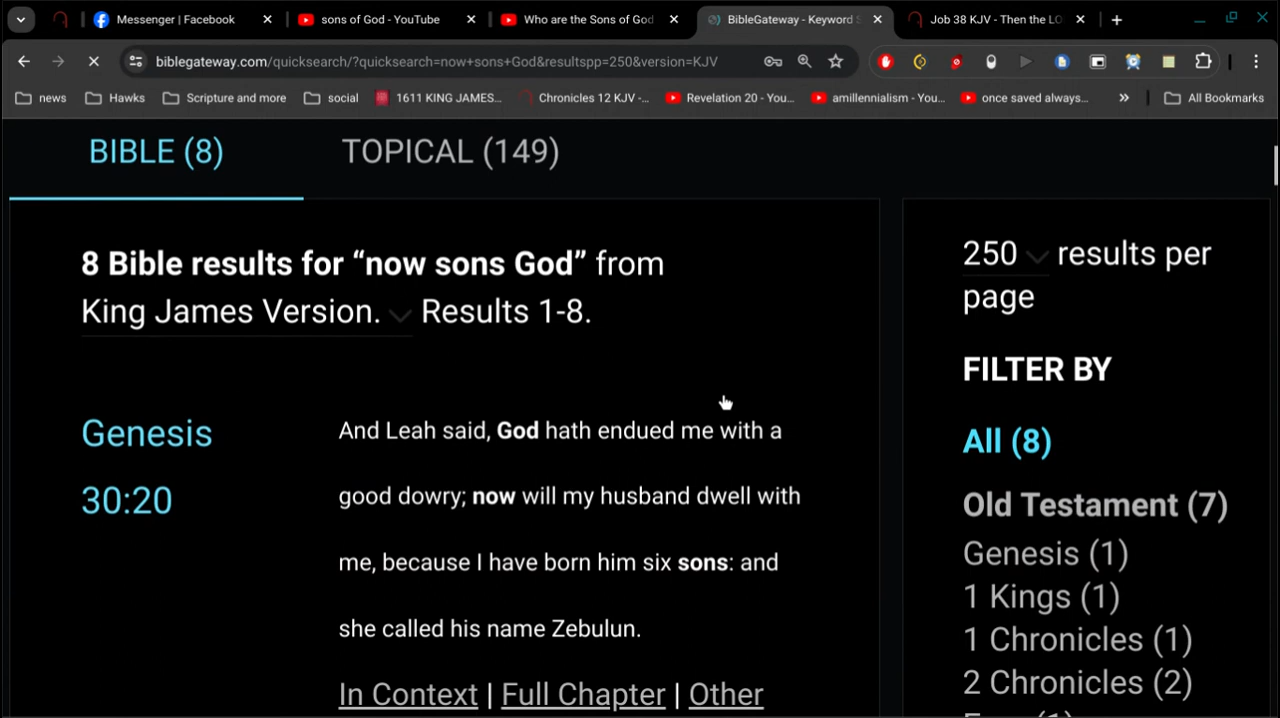 Messenger | Facebook
sons of God - YouTube
Who are the Sons of God
BibleGateway - Keyword S
Job 38 KJV - Then the LO
biblegateway.com/quicksearch/?quicksearch=now+sons+God&resultspp=250&version=KJV
news
Hawks
Scripture and more
social
1611 KING JAMES...
Chronicles 12 KJV -...
Revelation 20 - You...
amillennialism - You...
once saved always...
»
All Bookmarks
BIBLE (8)
TOPICAL (149)
8 Bible results for “now sons God” from
King James Version. Results 1-8.
Genesis
30:20
And Leah said, God hath endued me with a
good dowry; now will my husband dwell with
me, because I have born him six sons: and
she called his name Zebulun.
In Context | Full Chapter | Other
250 results per
page
FILTER BY
All (8)
Old Testament (7)
Genesis (1)
1 Kings (1)
1 Chronicles (1)
2 Chronicles (2)